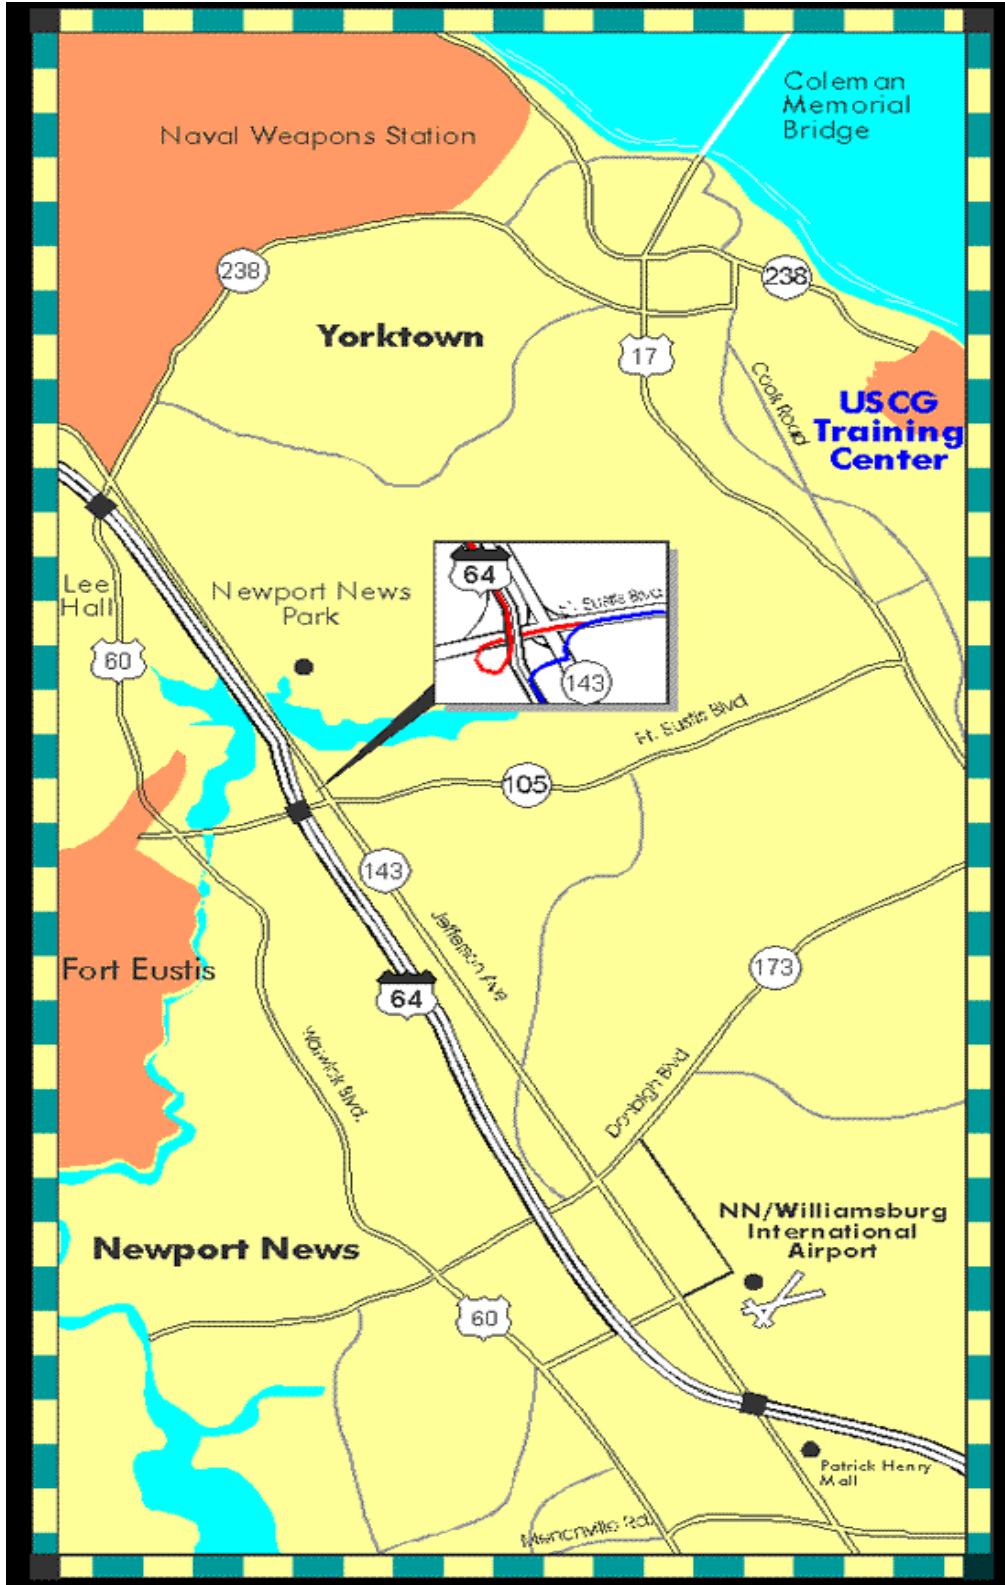 Coleman
Memorial
Bridge
Naval Weapons Station
238
238
Yorktown
17
Cook Road
USCG
Training
Center
64
Ft. Eustis Blvd
143
Lee
Hall
Newport News
Park
60
Ft. Eustis Blvd
105
143
Jefferson Ave
Fort Eustis
173
64
Warwick Blvd.
Denbigh Blvd
NN/Williamsburg
International
Airport
Newport News
60
Patrick Henry
Mall
Menchville Rd.